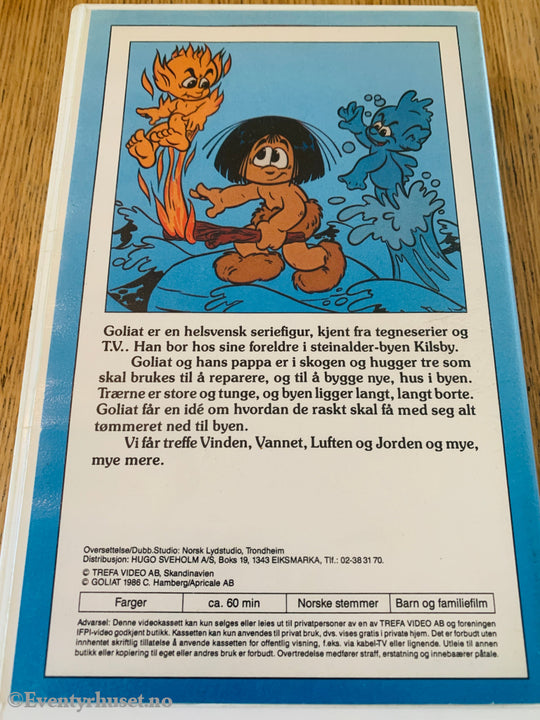 Goliat er en helsvensk seriefigur, kjent fra tegneserier og
T.V.. Han bor hos sine foreldre i steinalder-byen Kilsby.
Goliat og hans pappa er i skogen og hugger tre som
skal brukes til å reparere, og til å bygge nye, hus i byen.
Trærne er store og tunge, og byen ligger langt, langt borte.
Goliat får en idé om hvordan de raskt skal få med seg alt
tømmeret ned til byen.
Vi får treffe Vinden, Vannet, Luften og Jorden og mye,
mye mere.
Oversettelse/Dubb.Studio: Norsk Lydstudio, Trondheim
Distribusjon: HUGO SVEHOLM A/S, Boks 19, 1343 EIKSMARKA, Tlf.: 02-38 31 70.
© TREFA VIDEO AB, Skandinavien
© GOLIAT 1986 C. Hamberg/Apricale AB
Farger ca. 60 min Norske stemmer Barn og familiefilm
Advarsel: Denne videokassett kan kun selges eller leies ut til privatpersoner av en av TREFA VIDEO AB og foreningen
IFPI-video godkjent butikk. Kassetten kan kun anvendes til privat bruk, dvs. vises gratis i private hjem. Det er forbudt uten
innhentet skriftlig tillatelse å anvende kassetten for offentlig visning, f.eks. via kabel-TV eller lignende. Utleie til annen
butikk eller kopiering til eget eller andres bruk er forbudt. Overtredelse medfører straff, erstatning og innebærer påtale.
©Eventyrhuset.no